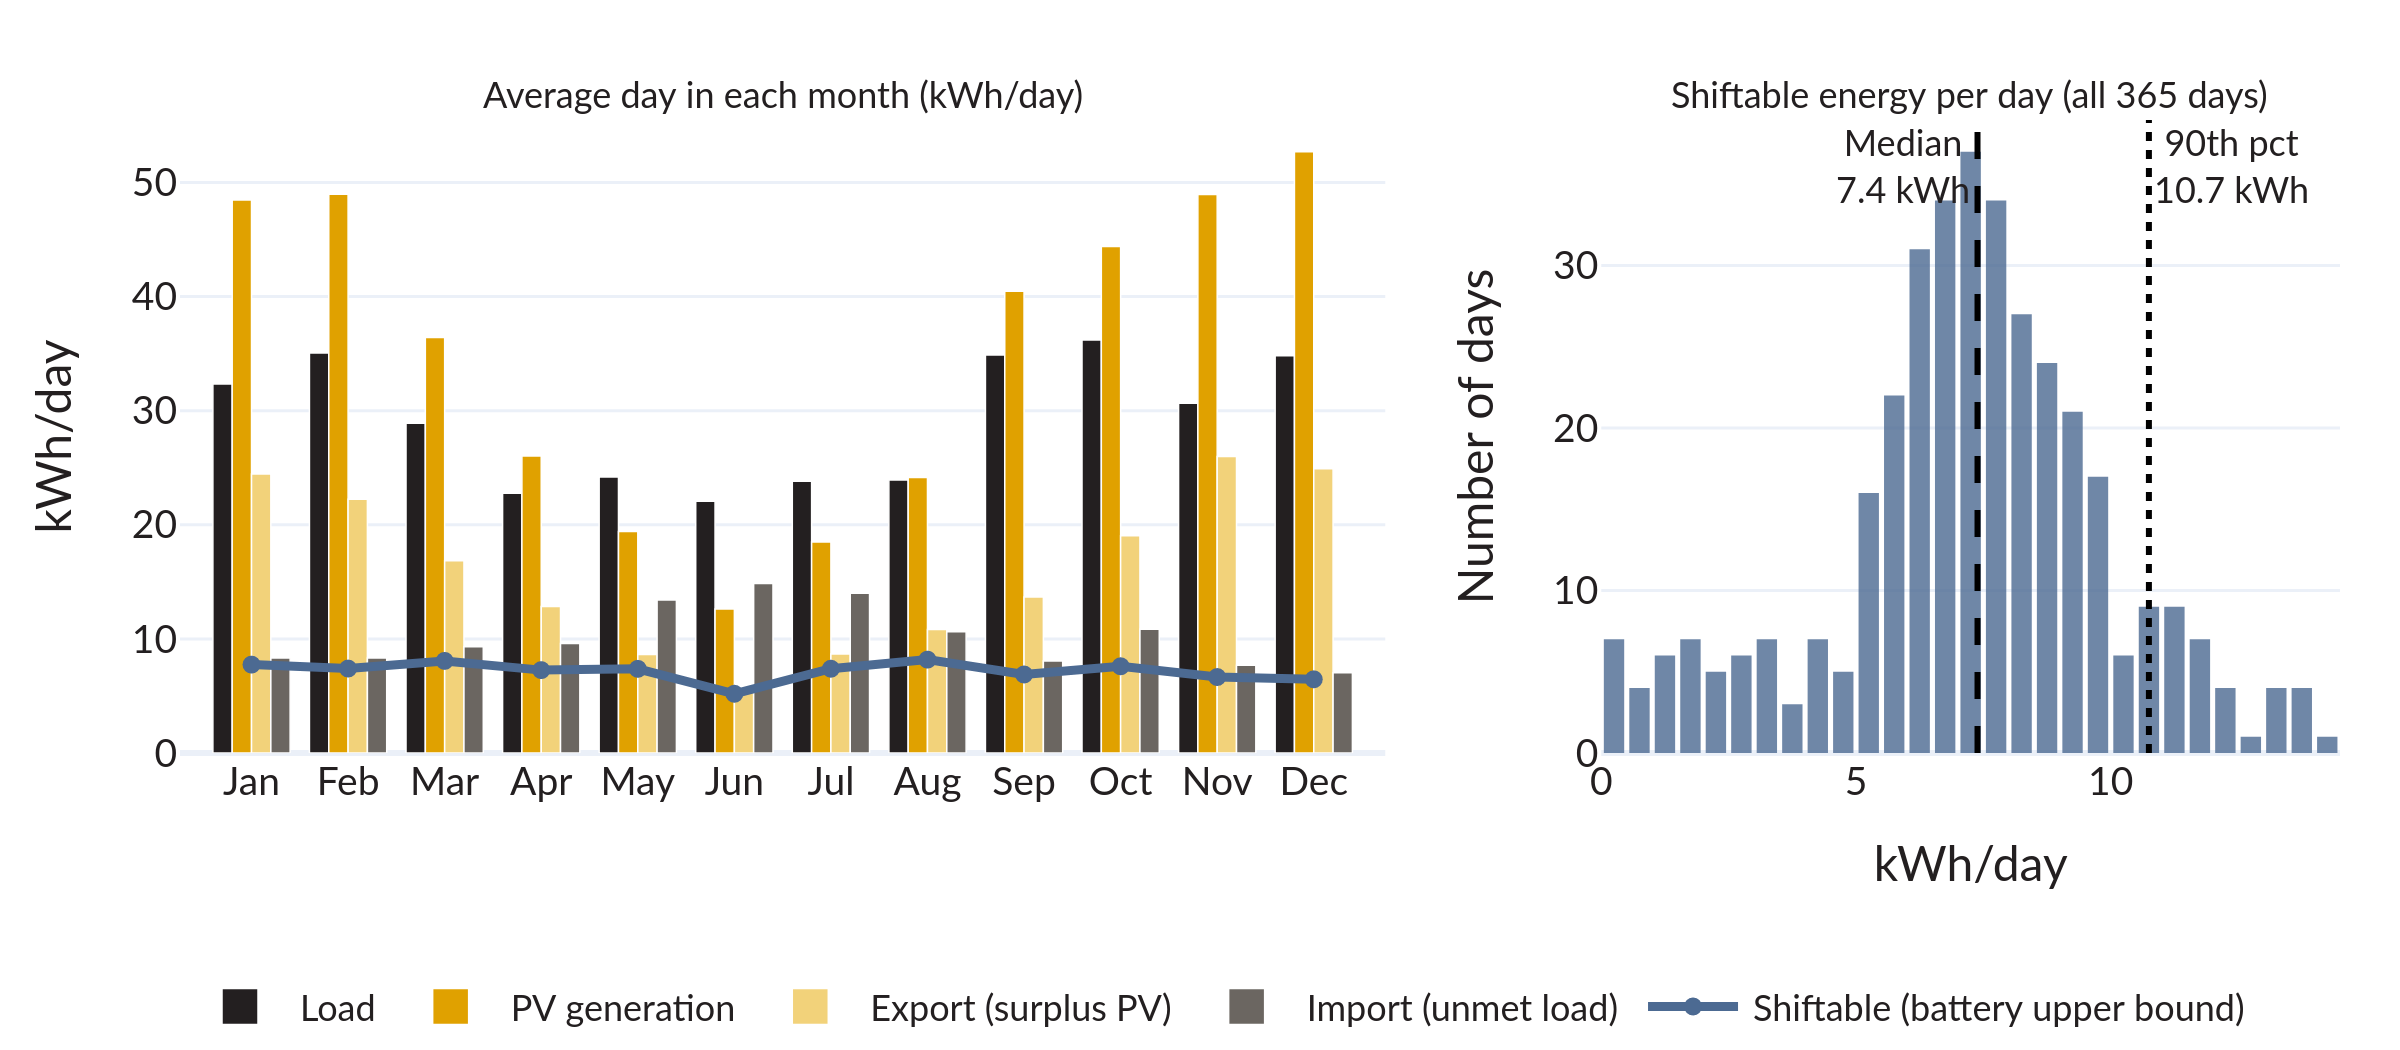 Average day in each month (kWh/day)
kWh/day
50
40
30
20
10
0
Jan Feb Mar Apr May Jun Jul Aug Sep Oct Nov Dec
Shiftable energy per day (all 365 days)
Median
7.4 kWh
90th pct
10.7 kWh
Number of days
30
20
10
0
0 5 10
kWh/day
Load PV generation Export (surplus PV) Import (unmet load) Shiftable (battery upper bound)